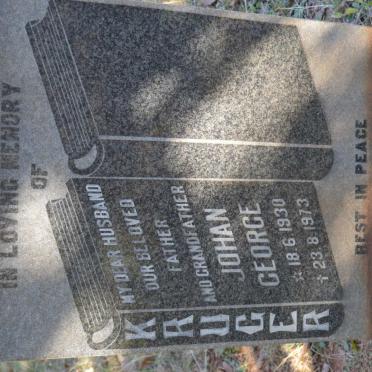 IN LOVING MEMORY
OF
MY DEAR HUSBAND
OUR BELOVED
FATHER
AND GRANDFATHER
JOHAN
GEORGE
☆ 18.6.1930
✞ 23.8.1973
KRUGER
REST IN PEACE